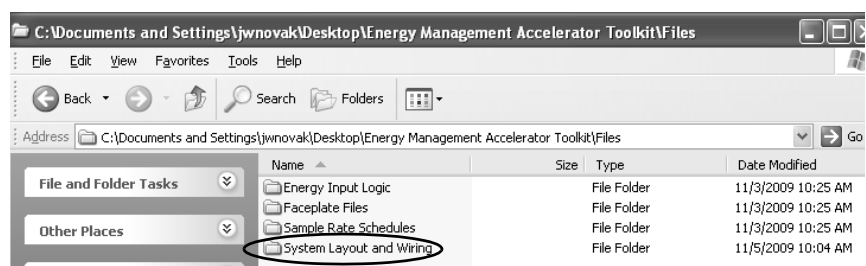 C:\Documents and Settings\jwnovak\Desktop\Energy Management Accelerator Toolkit\Files
File Edit View Favorites Tools Help
Back Search Folders
Address C:\Documents and Settings\jwnovak\Desktop\Energy Management Accelerator Toolkit\Files Go
Name Size Type Date Modified
File and Folder Tasks
Energy Input Logic File Folder 11/3/2009 10:25 AM
Faceplate Files File Folder 11/3/2009 10:25 AM
Other Places
Sample Rate Schedules File Folder 11/3/2009 10:25 AM
System Layout and Wiring File Folder 11/5/2009 10:04 AM